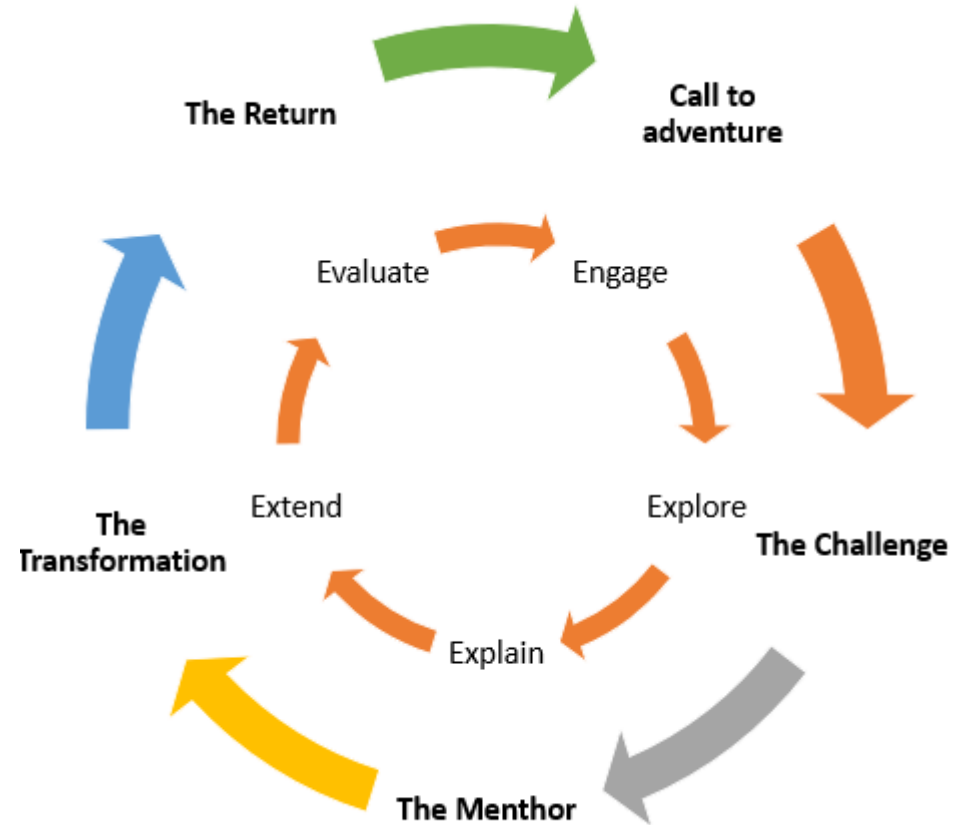 The Return
Call to
adventure
Evaluate
Engage
Extend
Explore
The
Transformation
The Challenge
Explain
The Menthor